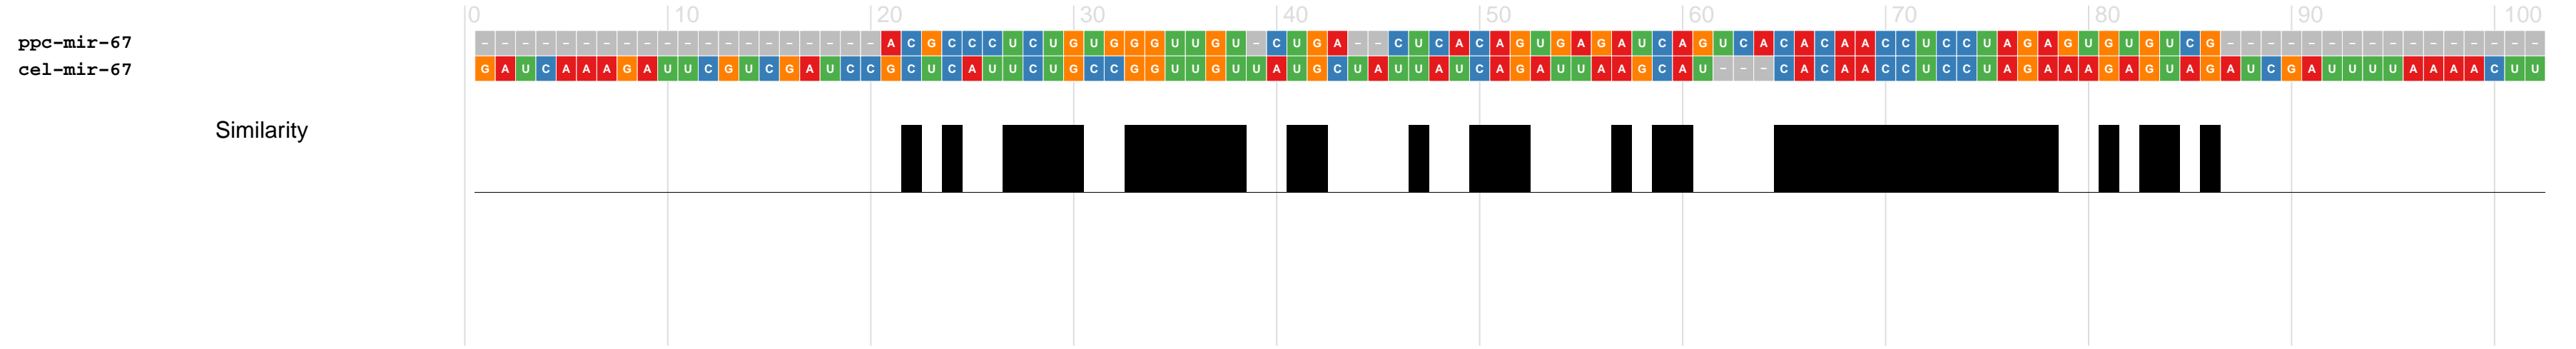 0 10 20 30 40 50 60 70 80 90 100
ppc-mir-67 --------------------ACGCCCUCUGUGGGUUGU-CUGA--CUCACAGUGAGAUCAGUCACACAACCUCCUAGAGUGUGUCG----------------
cel-mir-67 GAUCAAAGAUUCGUCGAUCCGCUCAUUCUGCCGGUUGUUAUGCUAUUAUCAGAUUAAGCAU---CACAACCUCCUAGAAAGAGUAGAUCGAUUUUAAAACUU
Similarity